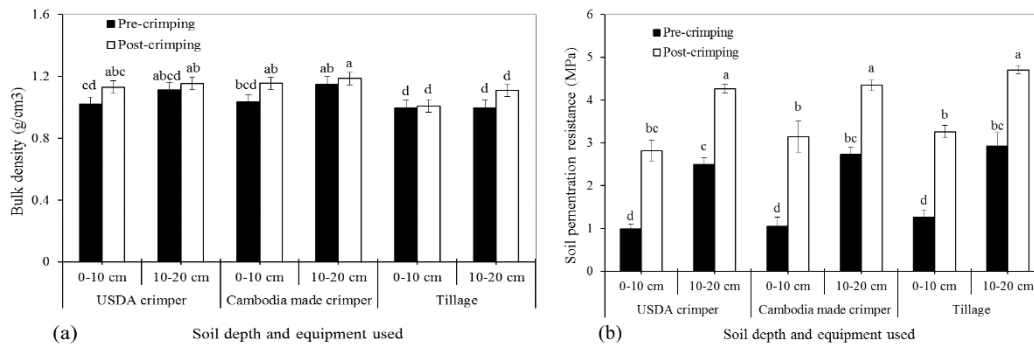 1.6
1.2
0.8
0.4
0
Bulk density (g/cm3)
Pre-crimping
Post-crimping
cd
abc
abcd
ab
bcd
ab
ab
a
d
d
d
d
0-10 cm
10-20 cm
0-10 cm
10-20 cm
0-10 cm
10-20 cm
USDA crimper
Cambodia made crimper
Tillage
(a)
Soil depth and equipment used
6
5
4
3
2
1
0
Soil pementration resistance (MPa)
Pre-crimping
Post-crimping
d
bc
c
a
d
b
bc
a
d
b
bc
a
0-10 cm
10-20 cm
0-10 cm
10-20 cm
0-10 cm
10-20 cm
USDA crimper
Cambodia made crimper
Tillage
(b)
Soil depth and equipment used